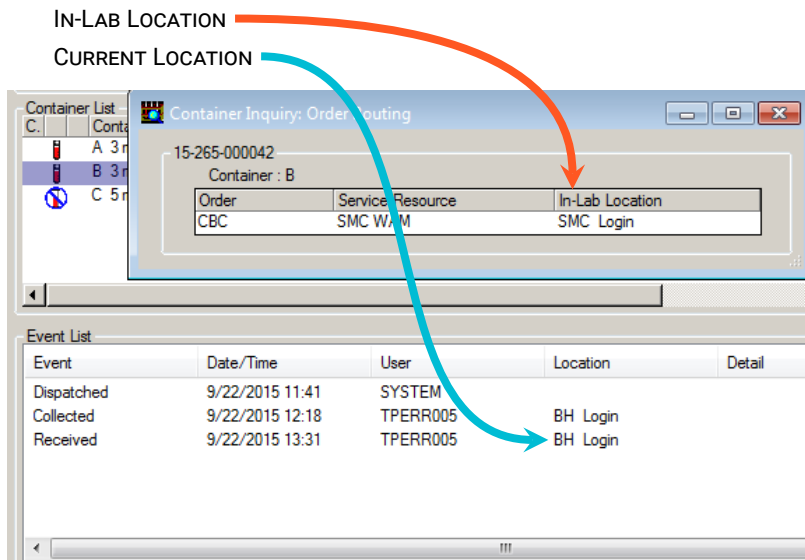 IN-LAB LOCATION
CURRENT LOCATION
Container List
Container Inquiry: Order Routing
C. Conta
A 3 r
B 3 r
C 5 r
15-265-000042
Container : B
Order Service Resource In-Lab Location
CBC SMC WAM SMC Login
Event List
Event Date/Time User Location Detail
Dispatched 9/22/2015 11:41 SYSTEM
Collected 9/22/2015 12:18 TPERR005 BH Login
Received 9/22/2015 13:31 TPERR005 BH Login